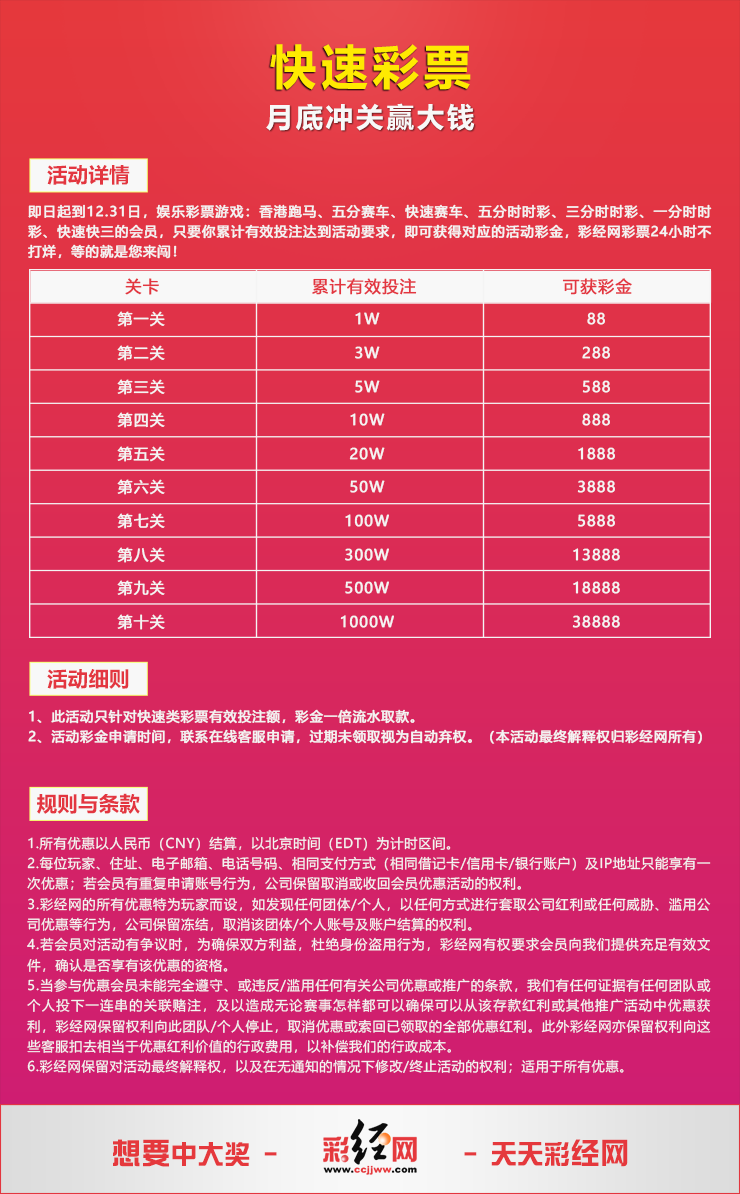 快速彩票
月底冲关赢大钱
活动详情
即日起到12.31日，娱乐彩票游戏：香港跑马、五分赛车、快速赛车、五分时时彩、三分时时彩、一分时时
彩、快速快三的会员，只要你累计有效投注达到活动要求，即可获得对应的活动彩金，彩经网彩票24小时不
打烊，等的就是您来闯！
关卡 累计有效投注 可获彩金
第一关 1W 88
第二关 3W 288
第三关 5W 588
第四关 10W 888
第五关 20W 1888
第六关 50W 3888
第七关 100W 5888
第八关 300W 13888
第九关 500W 18888
第十关 1000W 38888
活动细则
1、此活动只针对快速类彩票有效投注额，彩金一倍流水取款。
2、活动彩金申请时间，联系在线客服申请，过期未领取视为自动弃权。（本活动最终解释权归彩经网所有）
规则与条款
1.所有优惠以人民币（CNY）结算，以北京时间（EDT）为计时区间。
2.每位玩家、住址、电子邮箱、电话号码、相同支付方式（相同借记卡/信用卡/银行账户）及IP地址只能享有一
次优惠；若会员有重复申请账号行为，公司保留取消或收回会员优惠活动的权利。
3.彩经网的所有优惠特为玩家而设，如发现任何团体/个人，以任何方式进行套取公司红利或任何威胁、滥用公
司优惠等行为，公司保留冻结，取消该团体/个人账号及账户结算的权利。
4.若会员对活动有争议时，为确保双方利益，杜绝身份盗用行为，彩经网有权要求会员向我们提供充足有效文
件，确认是否享有该优惠的资格。
5.当参与优惠会员未能完全遵守、或违反/滥用任何有关公司优惠或推广的条款，我们有任何证据有任何团队或
个人投下一连串的关联赌注，及以造成无论赛事怎样都可以确保可以从该存款红利或其他推广活动中优惠获
利，彩经网保留权利向此团队/个人停止，取消优惠或索回已领取的全部优惠红利。此外彩经网亦保留权利向这
些客服扣去相当于优惠红利价值的行政费用，以补偿我们的行政成本。
6.彩经网保留对活动最终解释权，以及在无通知的情况下修改/终止活动的权利；适用于所有优惠。
想要中大奖 - 彩经网 - 天天彩经网
www.ccjjww.com